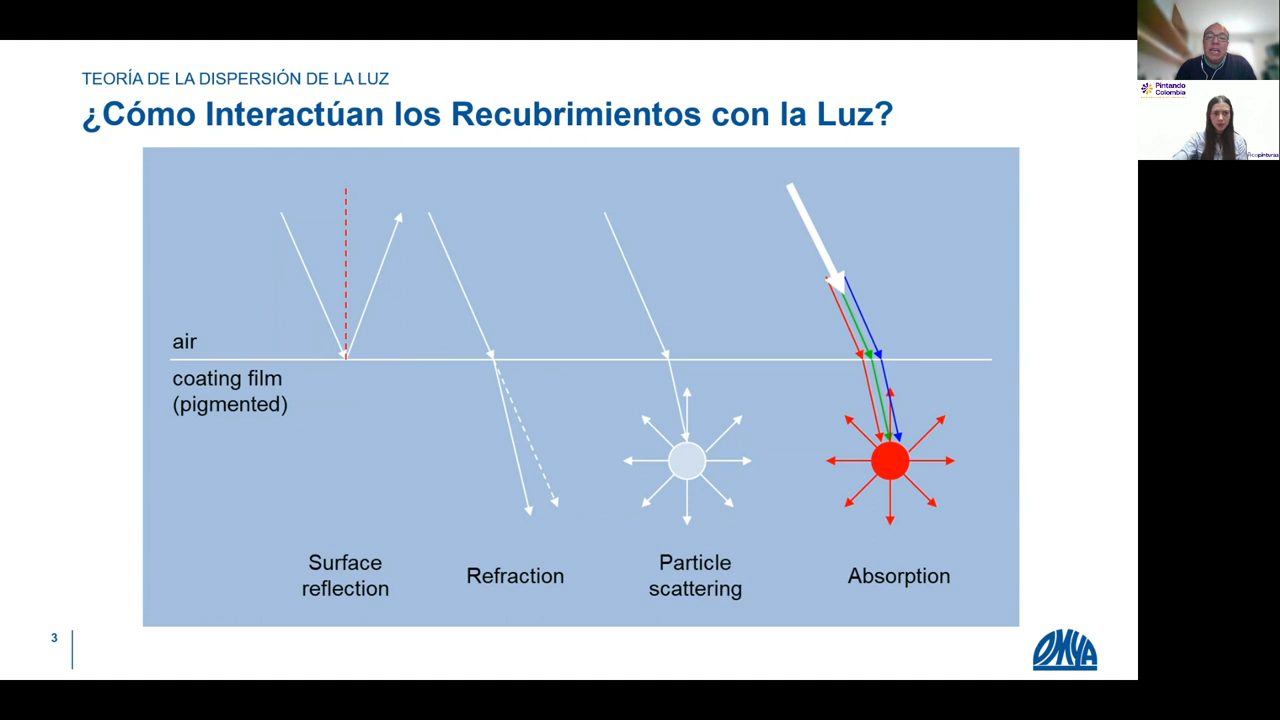 TEORÍA DE LA DISPERSIÓN DE LA LUZ
¿Cómo Interactúan los Recubrimientos con la Luz?
air
coating film
(pigmented)
Surface
reflection
Refraction
Particle
scattering
Absorption
3
OMYA
Pintando
Colombia